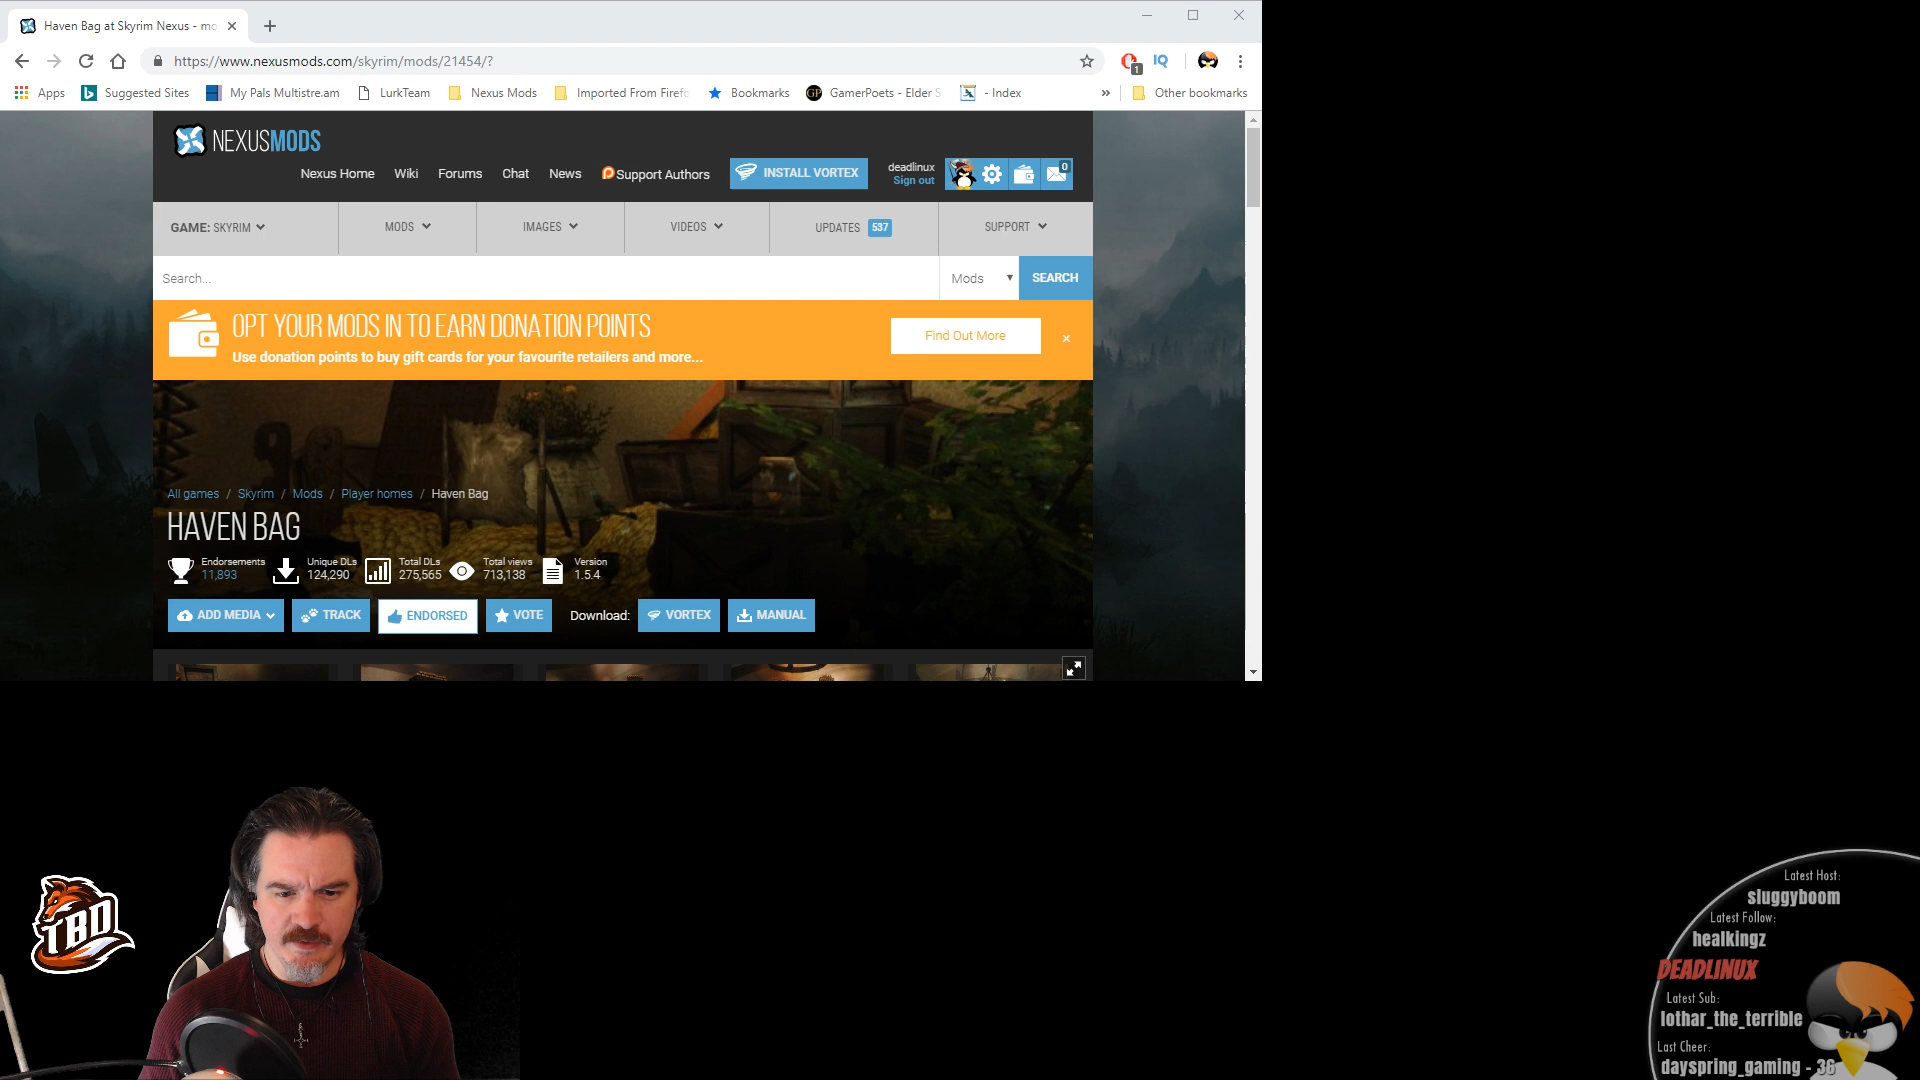 Haven Bag at Skyrim Nexus - mo
https://www.nexusmods.com/skyrim/mods/21454/?
1
IQ
Apps
Suggested Sites
My Pals Multistre.am
LurkTeam
Nexus Mods
Imported From Firefo
Bookmarks
GP
GamerPoets - Elder S
- Index
»
Other bookmarks
NEXUSMODS
Nexus Home
Wiki
Forums
Chat
News
Support Authors
INSTALL VORTEX
deadlinux
Sign out
0
GAME: SKYRIM
MODS
IMAGES
VIDEOS
UPDATES 537
SUPPORT
Search...
Mods
SEARCH
OPT YOUR MODS IN TO EARN DONATION POINTS
Use donation points to buy gift cards for your favourite retailers and more...
Find Out More
×
All games / Skyrim / Mods / Player homes / Haven Bag
HAVEN BAG
Endorsements
11,893
Unique DLs
124,290
Total DLs
275,565
Total views
713,138
Version
1.5.4
ADD MEDIA
TRACK
ENDORSED
VOTE
Download:
VORTEX
MANUAL
TBD
Latest Host:
sluggyboom
Latest Follow:
healkingz
DEADLINUX
Latest Sub:
lothar_the_terrible
Last Cheer:
dayspring_gaming - 36